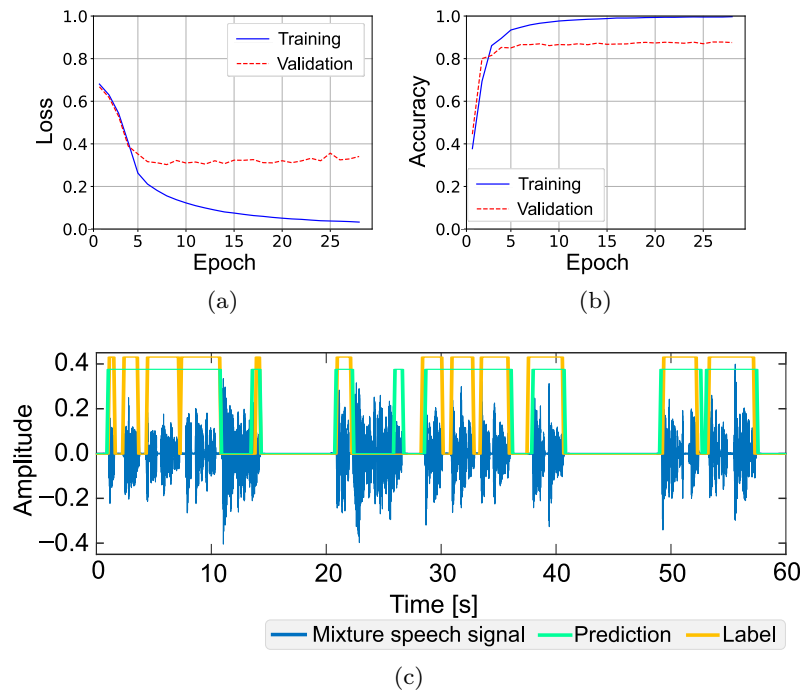 1.0
0.8
0.6
0.4
0.2
0.0
Loss
Training
Validation
0 5 10 15 20 25
Epoch
(a)
1.0
0.8
0.6
0.4
0.2
0.0
Accuracy
Training
Validation
0 5 10 15 20 25
Epoch
(b)
0.4
0.2
0.0
−0.2
−0.4
Amplitude
0 10 20 30 40 50 60
Time [s]
Mixture speech signal Prediction Label
(c)